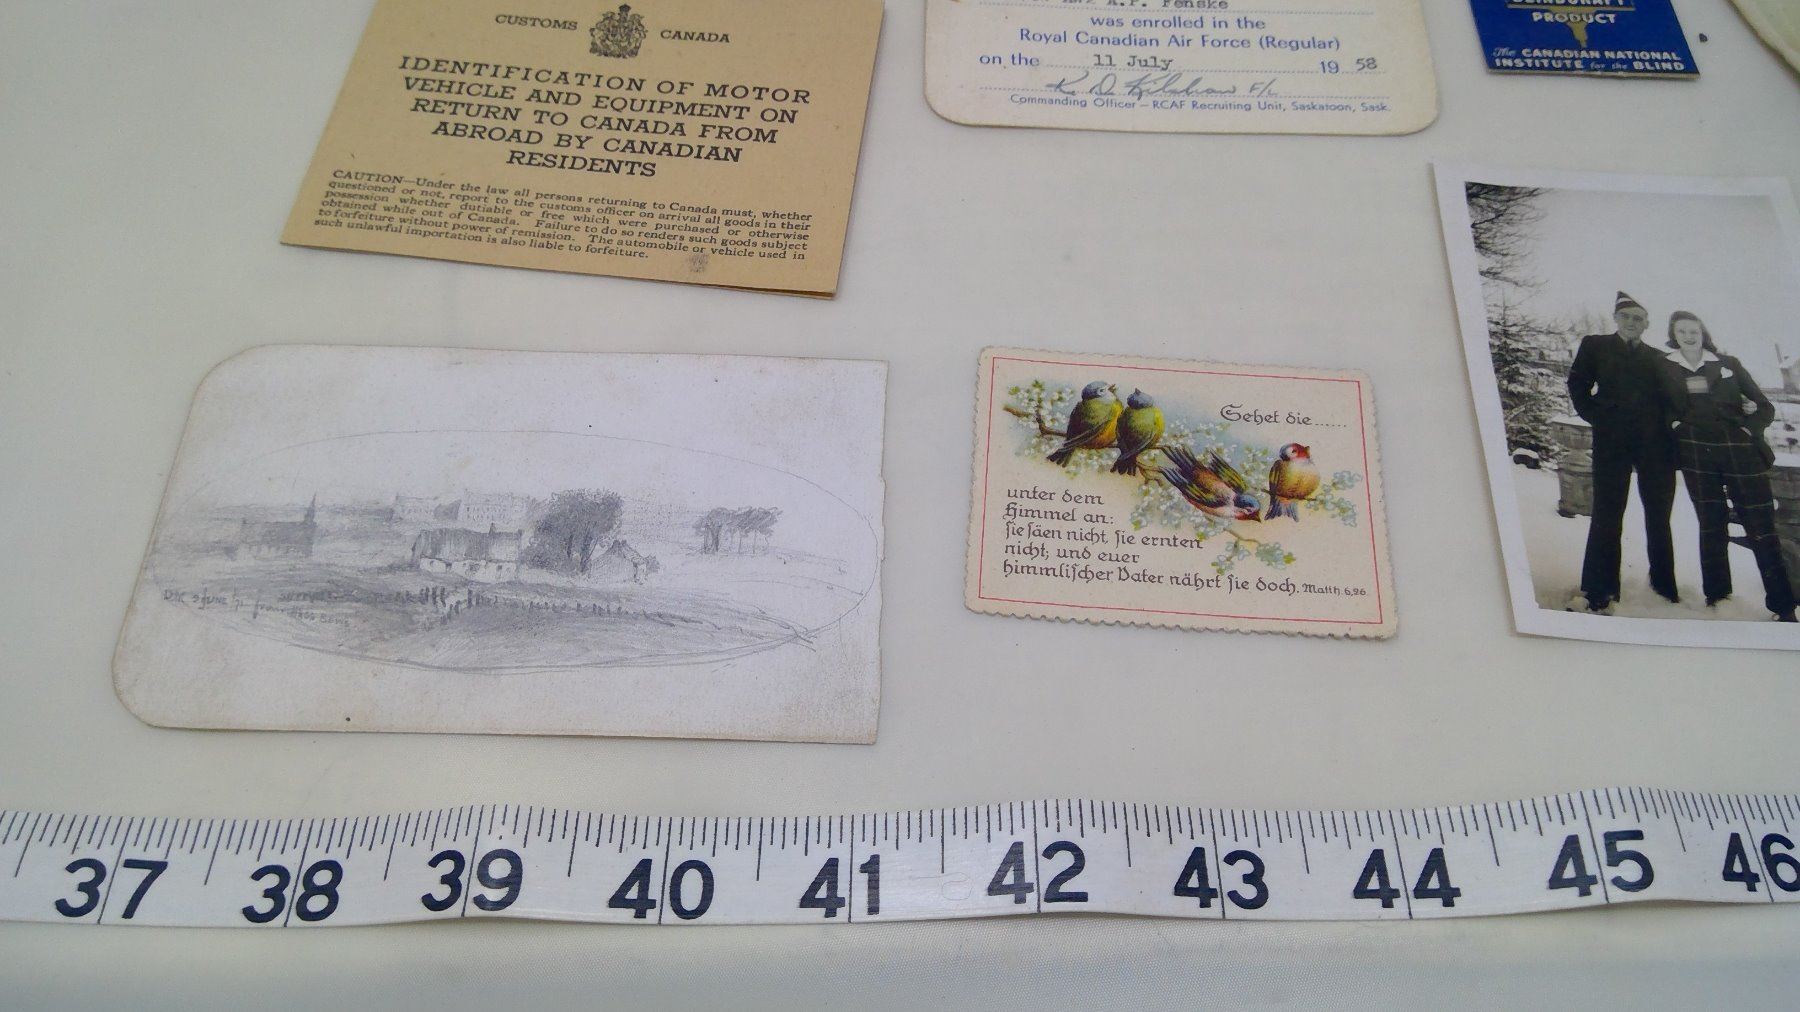 CUSTOMS CANADA
IDENTIFICATION OF MOTOR
VEHICLE AND EQUIPMENT ON
RETURN TO CANADA FROM
ABROAD BY CANADIAN
RESIDENTS
CAUTION—Under the law all persons returning to Canada must, whether
questioned or not, report to the customs officer on arrival all goods in their
possession whether dutiable or free which were purchased or otherwise
obtained while out of Canada. Failure to do so renders such goods subject
to forfeiture without power of remission. The automobile or vehicle used in
such unlawful importation is also liable to forfeiture.
Fenske
was enrolled in the
Royal Canadian Air Force (Regular)
on the 11 July 19 58
Commanding Officer — RCAF Recruiting Unit, Saskatoon, Sask.
PRODUCT
The CANADIAN NATIONAL
INSTITUTE for the BLIND
Sehet die......
unter dem
Himmel an:
sie säen nicht, sie ernten
nicht; und euer
himmlischer Vater nährt sie doch. Matth. 6,26.
9 JUNE 71 from
37 38 39 40 41 42 43 44 45 46